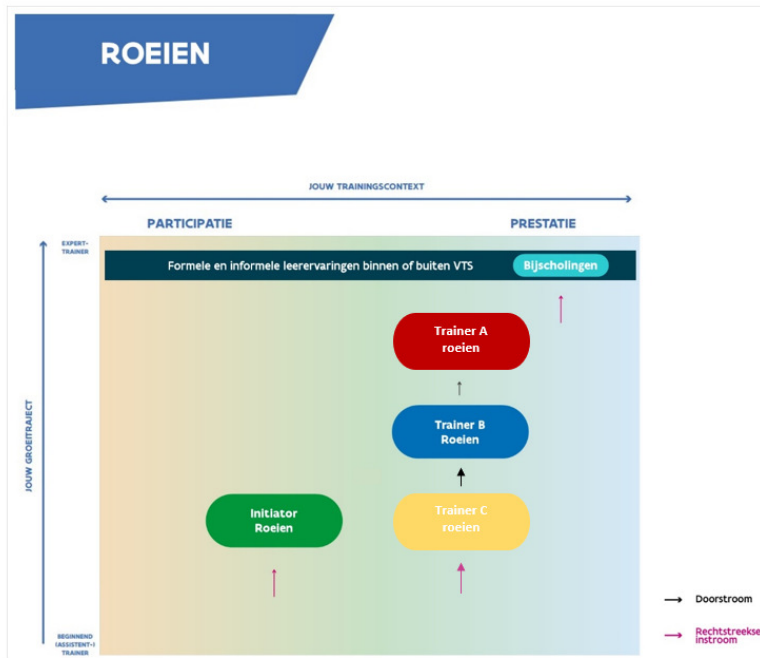 ROEIEN
JOUW TRAININGSCONTEXT
PARTICIPATIE
PRESTATIE
EXPERT-
TRAINER
Formele en informele leerervaringen binnen of buiten VTS
Bijscholingen
Trainer A
roeien
Trainer B
Roeien
Initiator
Roeien
Trainer C
roeien
JOUW GROEITRAJECT
BEGINNEND
(ASSISTENT-)
TRAINER
Doorstroom
Rechtstreekse
instroom